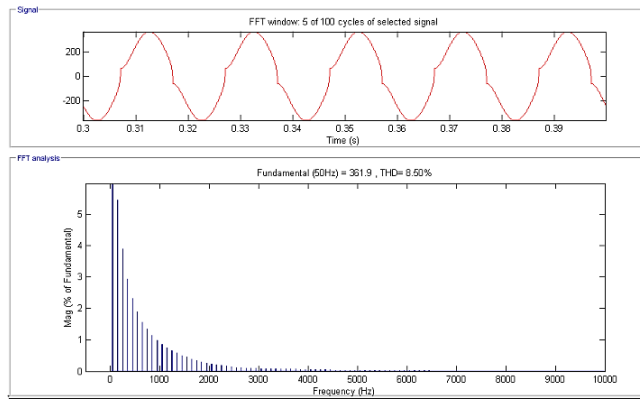 Signal
FFT window: 5 of 100 cycles of selected signal
200
0
-200
0.3 0.31 0.32 0.33 0.34 0.35 0.36 0.37 0.38 0.39
Time (s)
FFT analysis
Fundamental (50Hz) = 361.9 , THD= 8.50%
Mag (% of Fundamental)
5
4
3
2
1
0
0 1000 2000 3000 4000 5000 6000 7000 8000 9000 10000
Frequency (Hz)